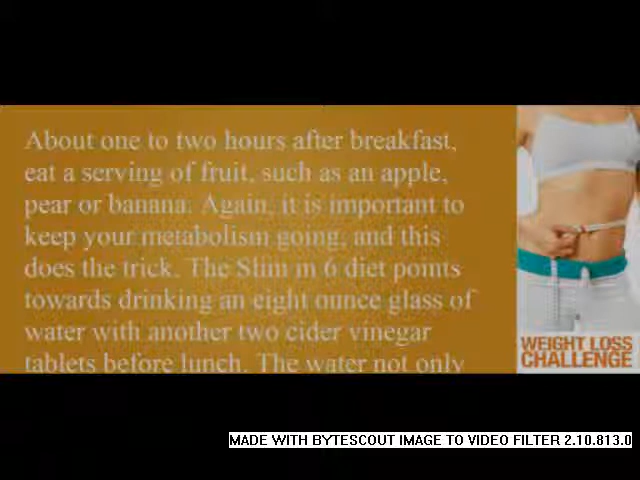 About one to two hours after breakfast,
eat a serving of fruit, such as an apple,
pear or banana. Again, it is important to
keep your metabolism going, and this
does the trick. The Slim in 6 diet points
towards drinking an eight ounce glass of
water with another two cider vinegar
tablets before lunch. The water not only
WEIGHT LOSS
CHALLENGE
MADE WITH BYTESCOUT IMAGE TO VIDEO FILTER 2.10.813.0